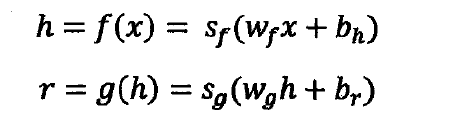 h = f(x) = s_f(w_f x + b_h)
r = g(h) = s_g(w_g h + b_r)